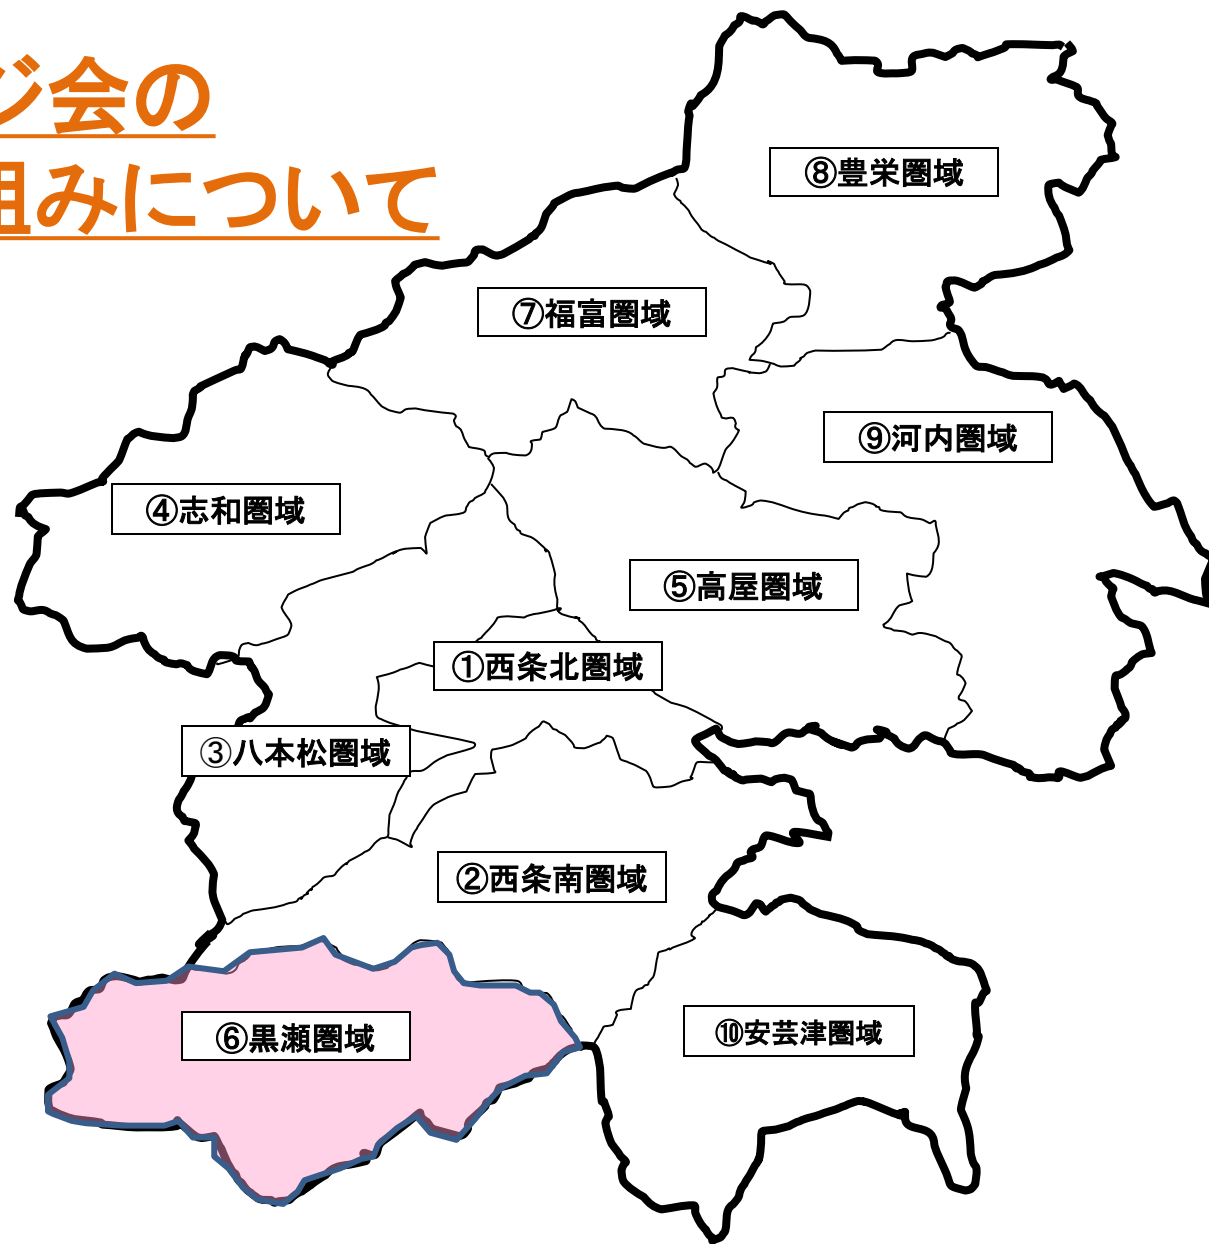 ジ会の
組みについて
⑧豊栄圏域
⑦福富圏域
⑨河内圏域
④志和圏域
⑤高屋圏域
①西条北圏域
③八本松圏域
②西条南圏域
⑥黒瀬圏域
⑩安芸津圏域